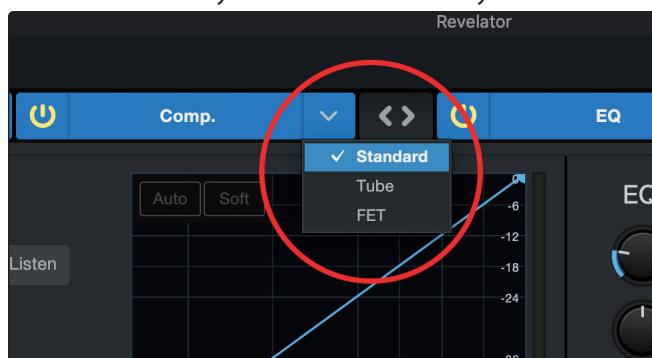 Revelator
Comp.
EQ
Standard
Tube
FET
Auto
Soft
Listen
0
-6
-12
-18
-24
EQ